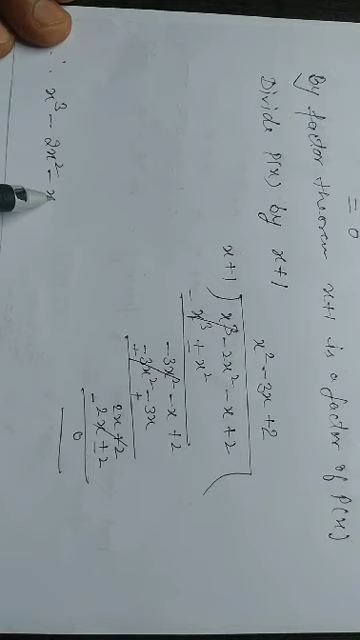 = 0
By factor theorem x+1 is a factor of P(x)
Divide P(x) by x+1
x² - 3x + 2
x+1 ) x³ - 2x² - x + 2 (
- x³ + x²
-
- 3x² - x + 2
- 3x² - 3x
+ +
2x + 2
- 2x + 2
-
0
∴ x³ - 2x² - x